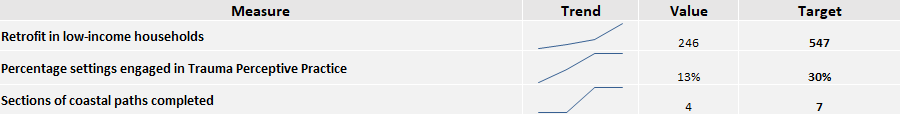 Measure Trend Value Target
Retrofit in low-income households 246 547
Percentage settings engaged in Trauma Perceptive Practice 13% 30%
Sections of coastal paths completed 4 7